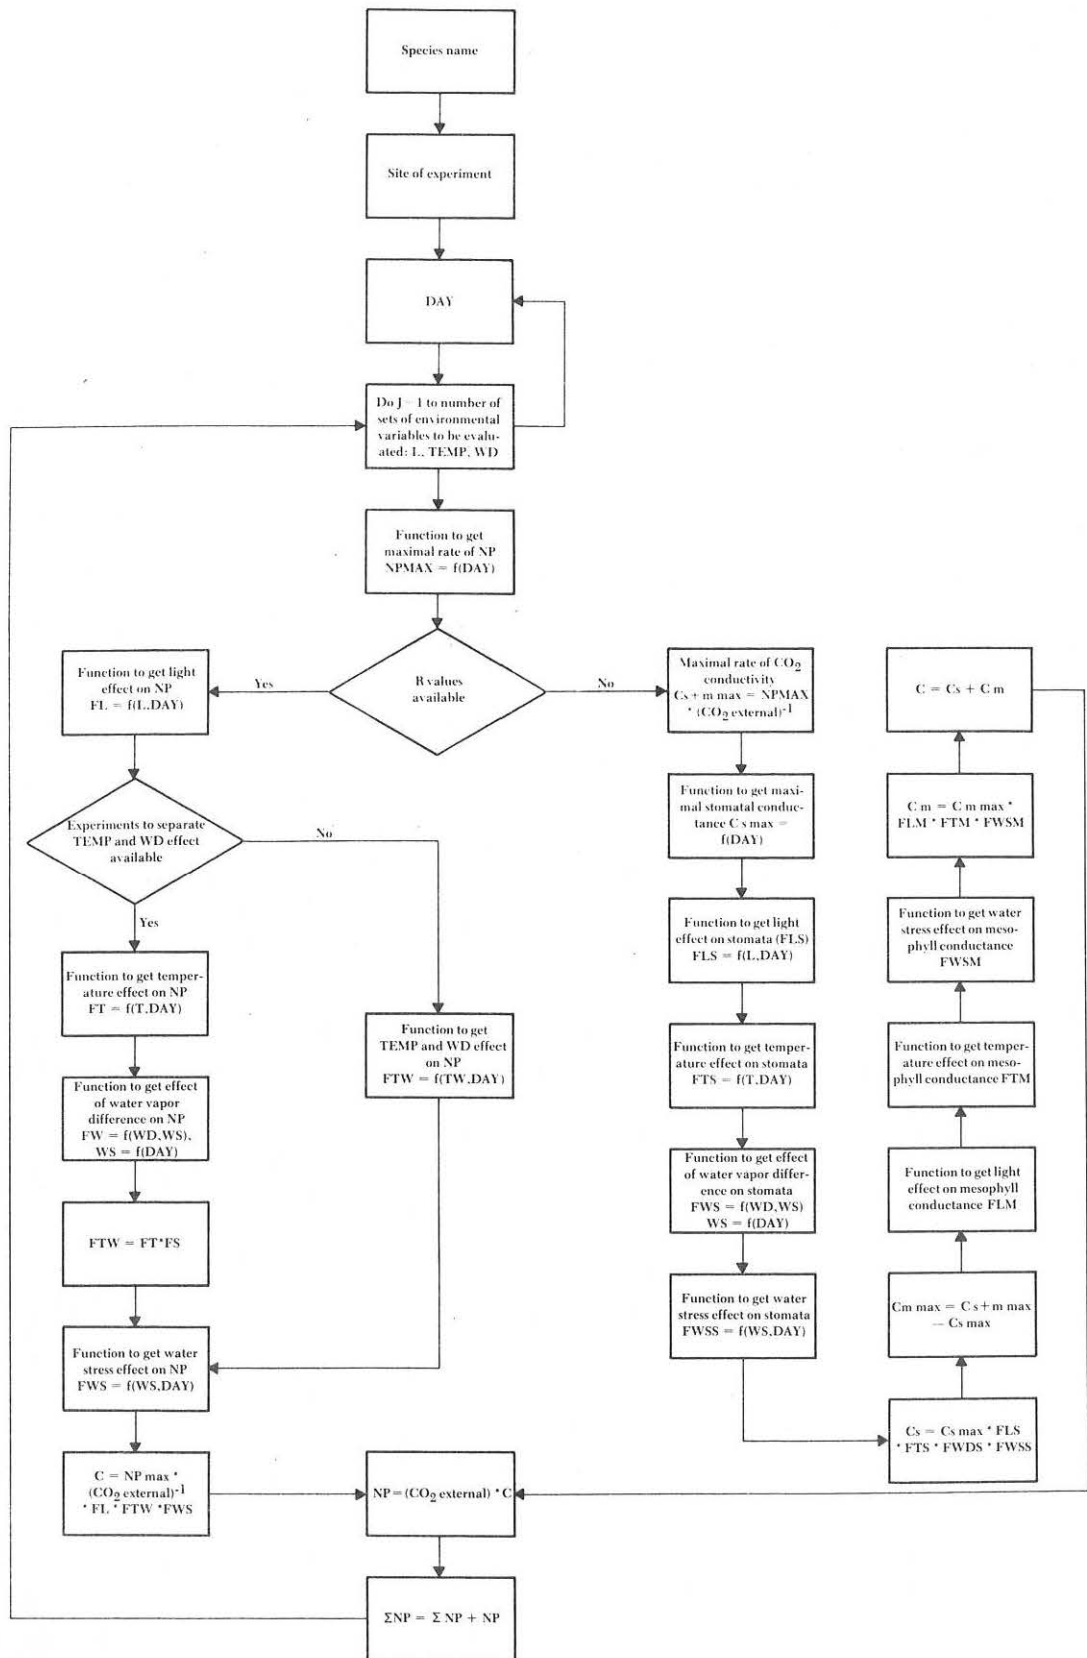 Species name
Site of experiment
DAY
Do J = 1 to number of
sets of environmental
variables to be evalu-
ated: L, TEMP, WD
Function to get
maximal rate of NP
NPMAX = f(DAY)
R values
available
Yes
No
Function to get light
effect on NP
FL = f(L,DAY)
Experiments to separate
TEMP and WD effect
available
No
Yes
Function to get temper-
ature effect on NP
FT = f(T,DAY)
Function to get effect
of water vapor
difference on NP
FW = f(WD,WS),
WS = f(DAY)
FTW = FT*FS
Function to get
TEMP and WD effect
on NP
FTW = f(TW,DAY)
Function to get water
stress effect on NP
FWS = f(WS,DAY)
C = NP max *
(CO2 external)-1
* FL * FTW *FWS
Maximal rate of CO2
conductivity
Cs + m max = NPMAX
* (CO2 external)-1
Function to get maxi-
mal stomatal conduc-
tance C s max =
f(DAY)
Function to get light
effect on stomata (FLS)
FLS = f(L,DAY)
Function to get temper-
ature effect on stomata
FTS = f(T,DAY)
Function to get effect
of water vapor differ-
ence on stomata
FWS = f(WD,WS)
WS = f(DAY)
Function to get water
stress effect on stomata
FWSS = f(WS,DAY)
Cs = Cs max * FLS
* FTS * FWDS * FWSS
Cm max = C s+m max
— Cs max
Function to get light
effect on mesophyll
conductance FLM
Function to get temper-
ature effect on meso-
phyll conductance FTM
Function to get water
stress effect on meso-
phyll conductance
FWSM
C m = C m max *
FLM * FTM * FWSM
C = Cs + C m
NP = (CO2 external) * C
ΣNP = Σ NP + NP